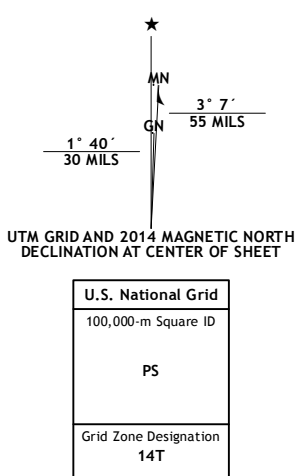 ★
MN
3° 7´
55 MILS
GN
1° 40´
30 MILS
UTM GRID AND 2014 MAGNETIC NORTH
DECLINATION AT CENTER OF SHEET
U.S. National Grid
100,000-m Square ID
PS
Grid Zone Designation
14T